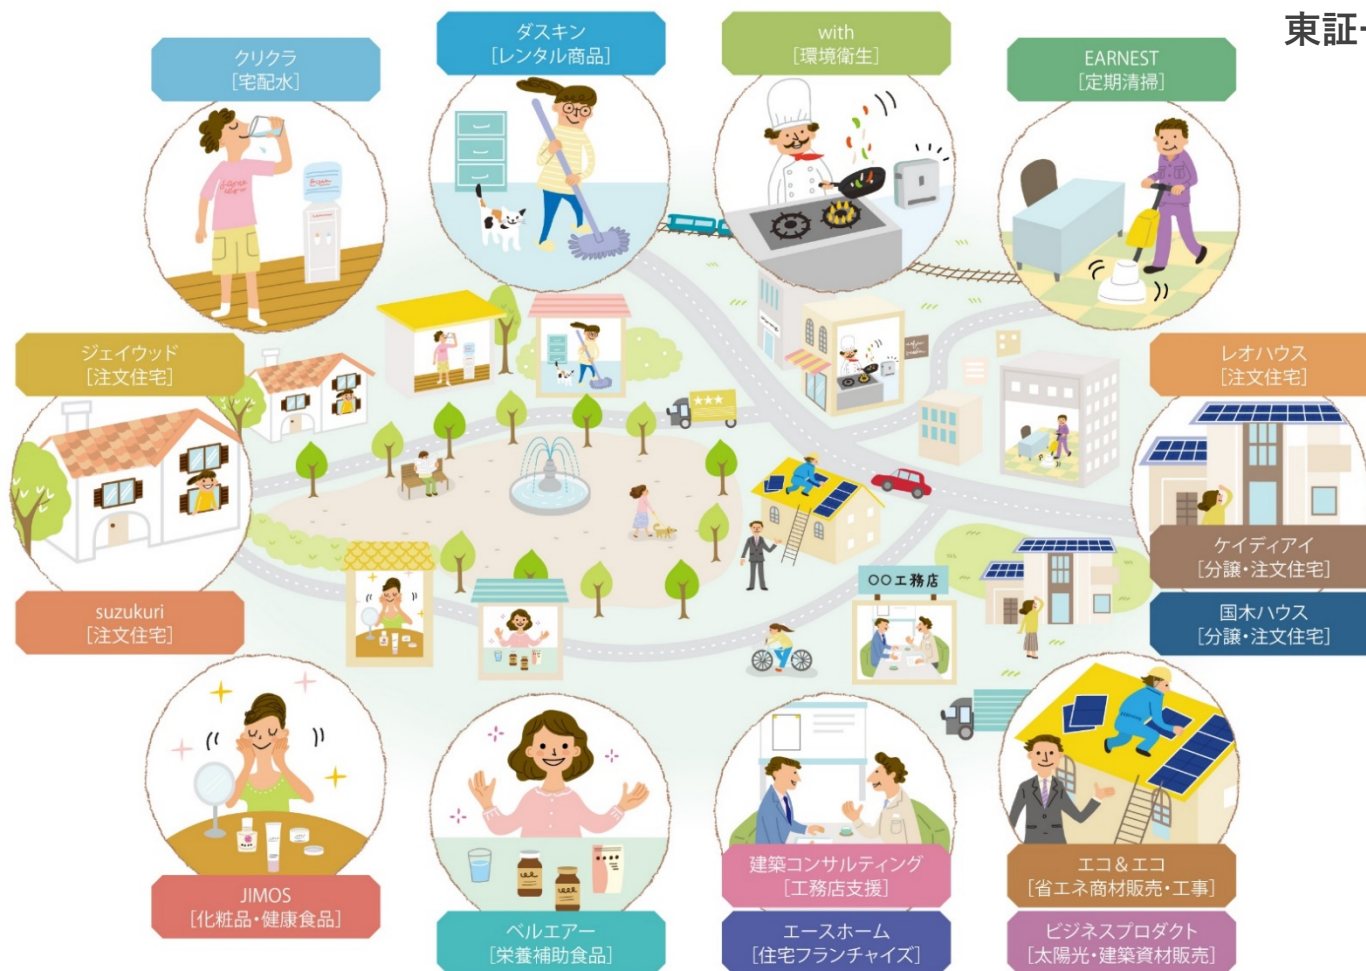 東証
クリクラ
[宅配水]
ダスキン
[レンタル商品]
with
[環境衛生]
EARNEST
[定期清掃]
ジェイウッド
[注文住宅]
レオハウス
[注文住宅]
suzukuri
[注文住宅]
ケイディアイ
[分譲・注文住宅]
国木ハウス
[分譲・注文住宅]
○○工務店
JIMOS
[化粧品・健康食品]
ベルエアー
[栄養補助食品]
建築コンサルティング
[工務店支援]
エースホーム
[住宅フランチャイズ]
エコ&エコ
[省エネ商材販売・工事]
ビジネスプロダクト
[太陽光・建築資材販売]